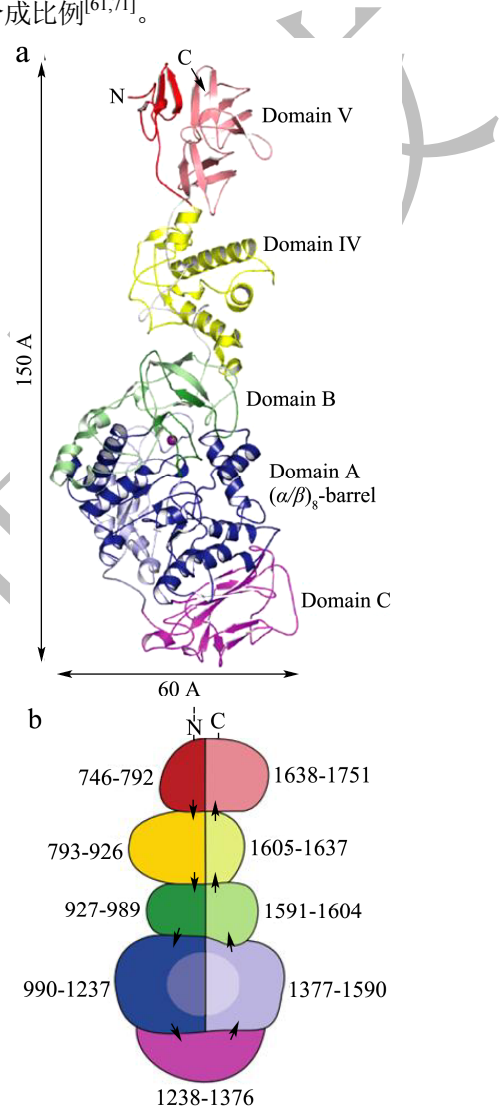 成比例[61,71]。
a
C
N
Domain V
Domain IV
150 A
Domain B
Domain A
(α/β)8-barrel
Domain C
60 A
b
N C
746-792 1638-1751
793-926 1605-1637
927-989 1591-1604
990-1237 1377-1590
1238-1376